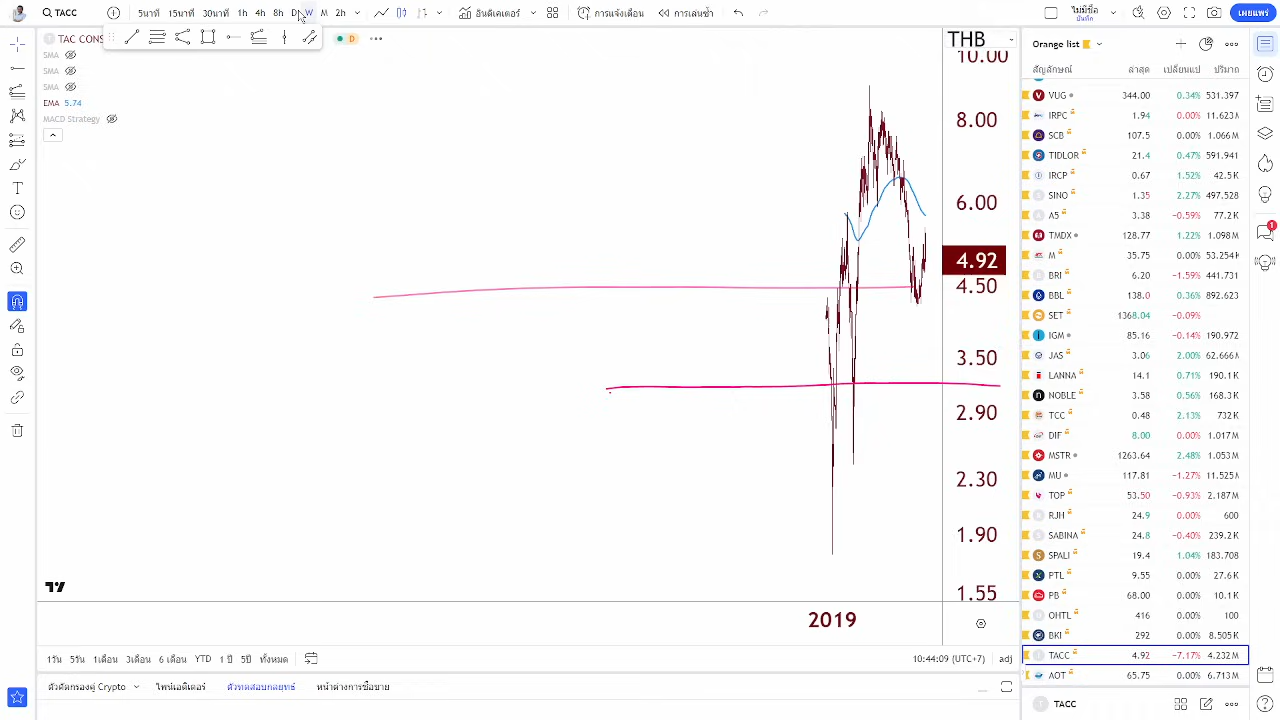 TACC 5นาที 15นาที 30นาที 1h 4h 8h D W M 2h อินดิเคเตอร์ การแจ้งเตือน การเล่นซ้ำ ไม่มีชื่อ บันทึก เผยแพร่
TAC CONS D THB
SMA
SMA
SMA
EMA 5.74
MACD Strategy
10.00
8.00
6.00
4.92
4.50
3.50
2.90
2.30
1.90
1.55
2019
1วัน 5วัน 1เดือน 3เดือน 6 เดือน YTD 1 ปี 5ปี ทั้งหมด 10:44:09 (UTC+7) adj
ตัวคัดกรองคู่ Crypto ไพน์เอดิเตอร์ ตัวทดสอบกลยุทธ์ หน้าต่างการซื้อขาย
Orange list
สัญลักษณ์ ล่าสุด เปลี่ยนแป ปริมาณ
VUG 344.00 0.34% 531.397
IRPC 1.94 0.00% 11.623M
SCB 107.5 0.00% 1.066M
TIDLOR 21.4 0.47% 591.941
IRCP 0.67 1.52% 42.5K
SINO 1.35 2.27% 497.528
A5 3.38 −0.59% 77.2K
TMDX 128.77 1.22% 1.098M
M 35.75 0.00% 53.254K
BRI 6.20 −1.59% 441.731
BBL 138.0 0.36% 892.623
SET 1368.04 −0.09%
IGM 85.16 −0.14% 190.972
JAS 3.06 2.00% 62.666M
LANNA 14.1 0.71% 190.1K
NOBLE 3.58 0.56% 168.3K
TCC 0.48 2.13% 732K
DIF 8.00 0.00% 1.017M
MSTR 1263.64 2.48% 1.053M
MU 117.81 −1.27% 11.525M
TOP 53.50 −0.93% 2.187M
RJH 24.9 0.00% 600
SABINA 24.8 −0.40% 239.2K
SPALI 19.4 1.04% 183.708
PTL 9.55 0.00% 27.6K
PB 68.00 0.00% 10.1K
OHTL 416 0.00% 100
BKI 292 0.00% 8.505K
TACC 4.92 −7.17% 4.232M
AOT 65.75 0.00% 6.713M
TACC
1